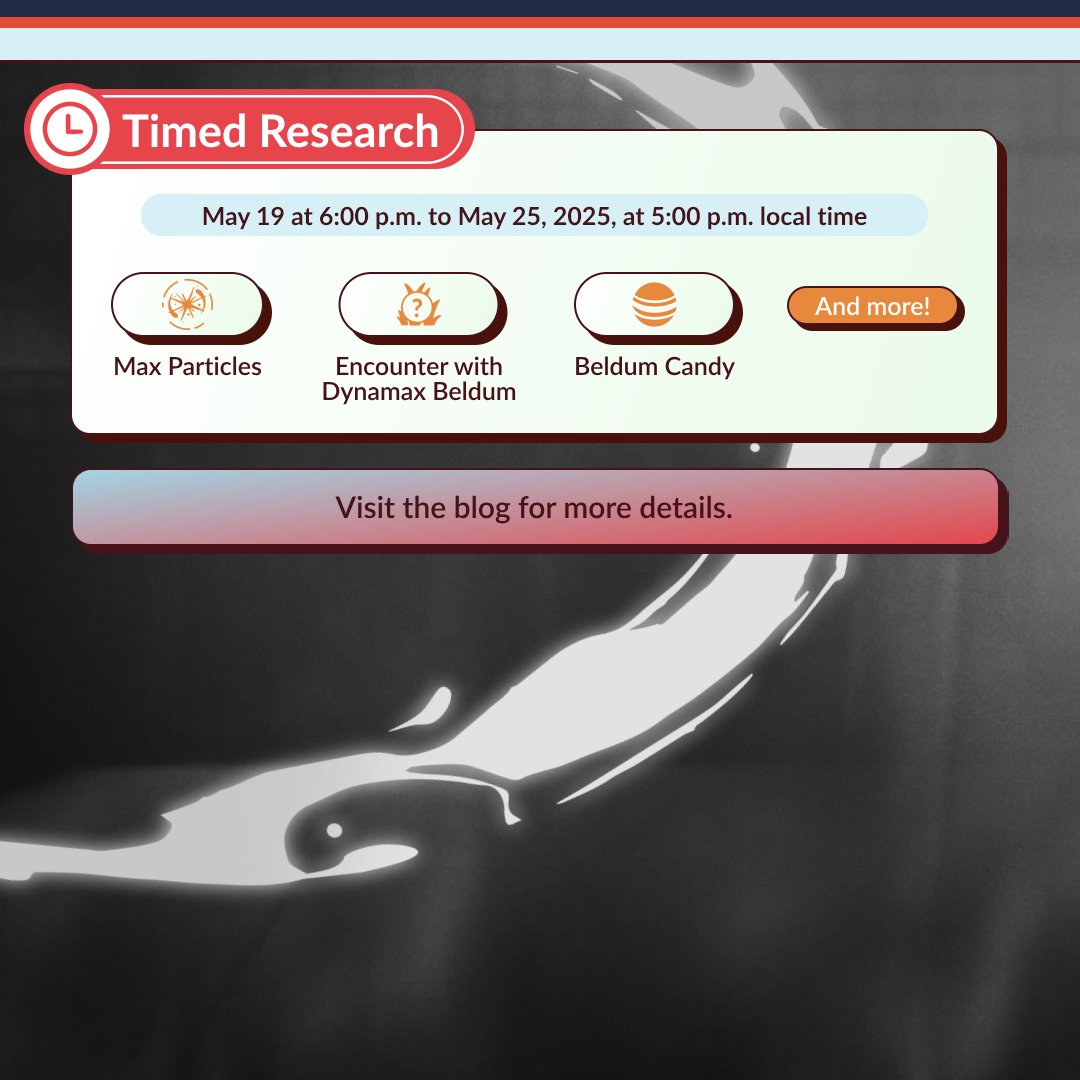 Timed Research
May 19 at 6:00 p.m. to May 25, 2025, at 5:00 p.m. local time
?
And more!
Max Particles
Encounter with
Dynamax Beldum
Beldum Candy
Visit the blog for more details.